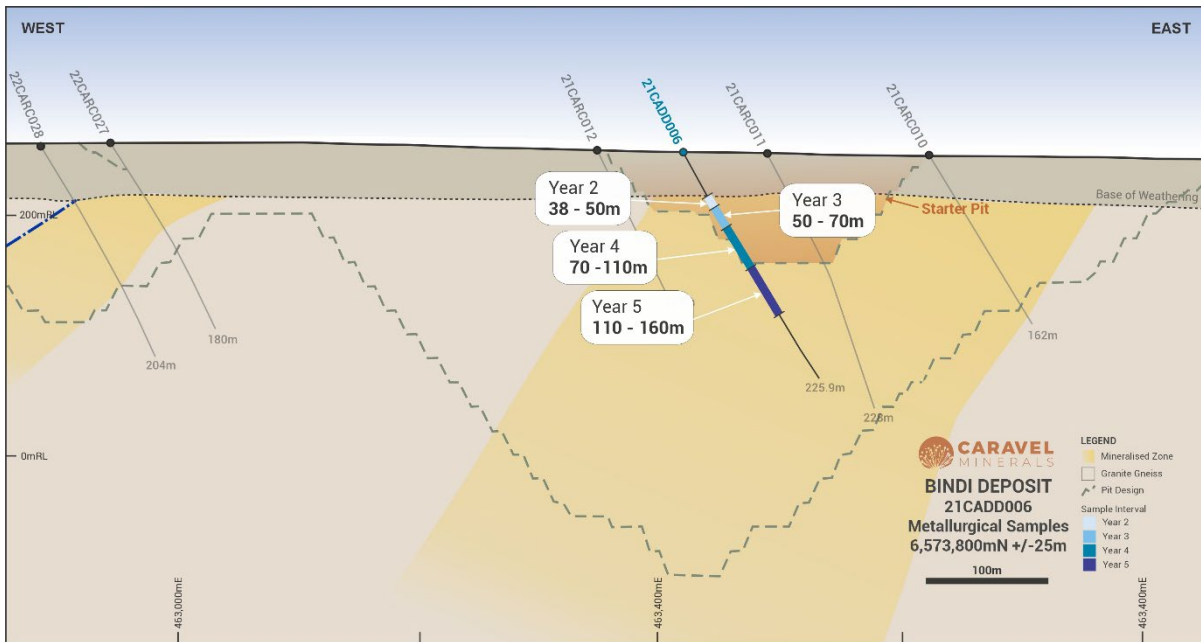 WEST
EAST
22CARC028
22CARC027
21CARC012
21CADD006
21CARC011
21CARC010
Year 2
38 - 50m
Year 3
50 - 70m
Base of Weathering
200mRL
Starter Pit
Year 4
70 -110m
Year 5
110 - 160m
180m
162m
204m
225.9m
228m
0mRL
CARAVEL
MINERALS
BINDI DEPOSIT
21CADD006
Metallurgical Samples
6,573,800mN +/-25m
100m
LEGEND
Mineralised Zone
Granite Gneiss
Pit Design
Sample Interval
Year 2
Year 3
Year 4
Year 5
463,000mE
463,400mE
463,400mE